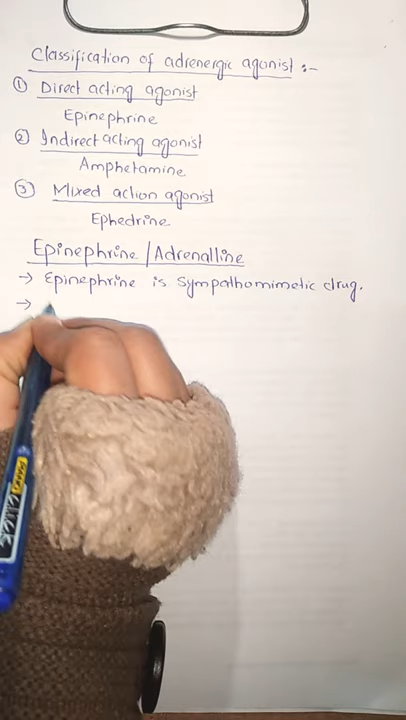 Classification of adrenergic agonist :-
① Direct acting agonist
Epinephrine
② Indirect acting agonist
Amphetamine
③ Mixed action agonist
Ephedrine
Epinephrine / Adrenalline
→ Epinephrine is sympathomimetic drug.
→